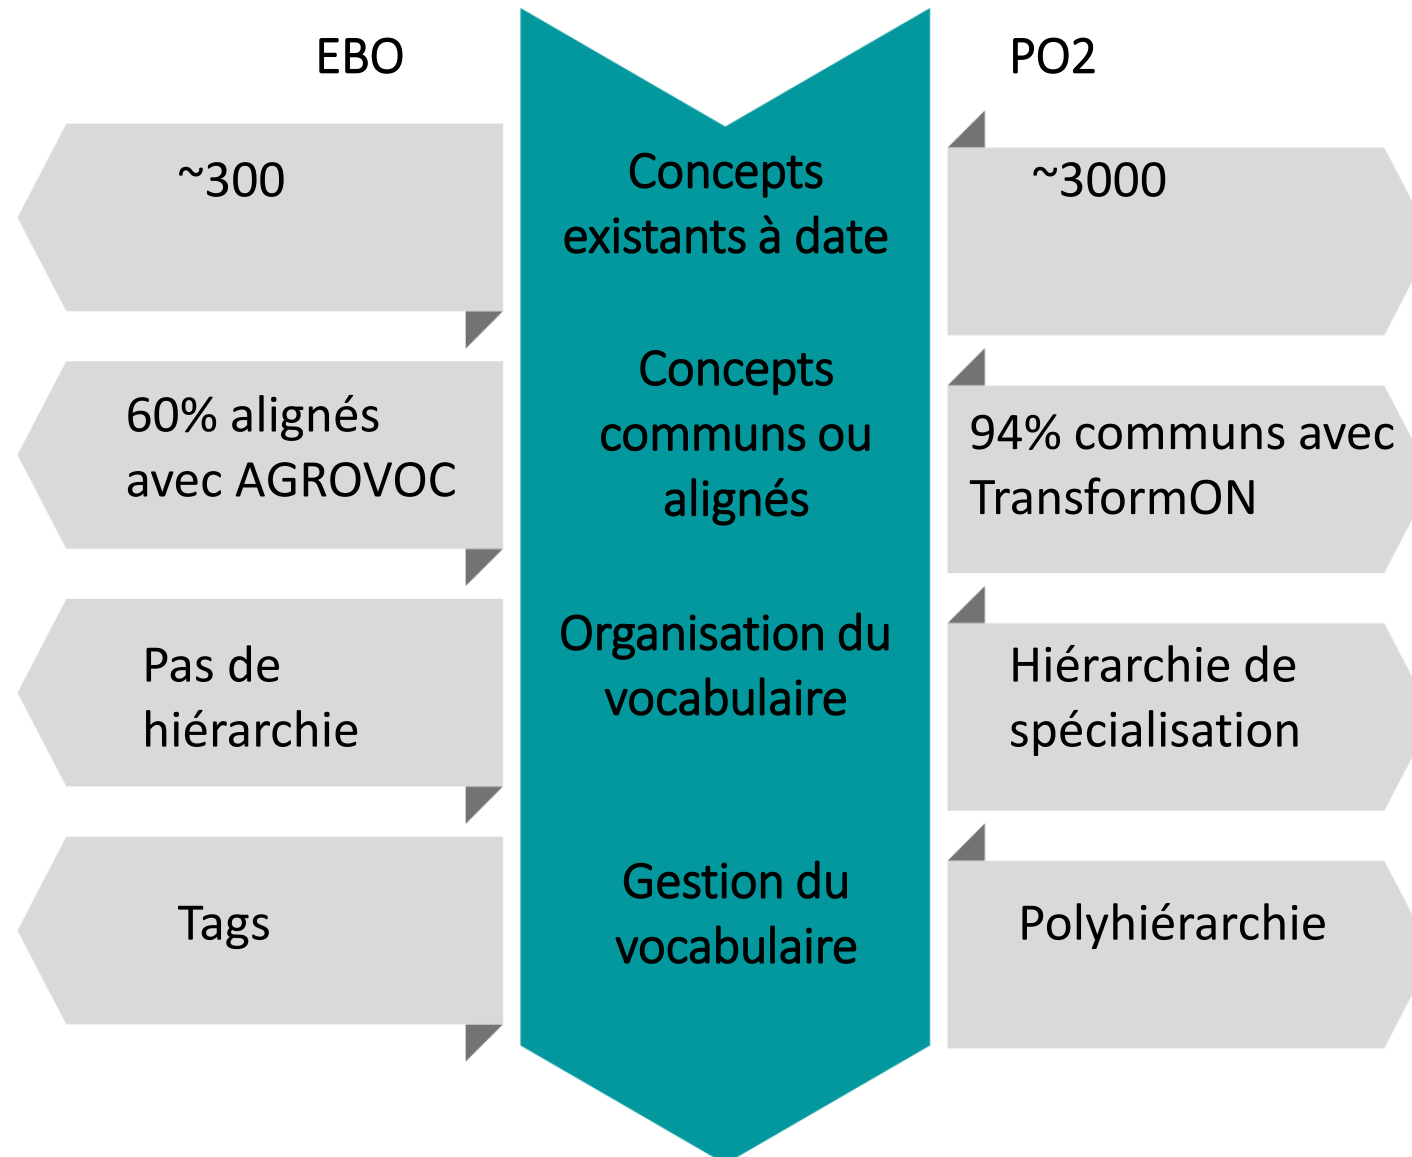 EBO
PO2
~300
Concepts
existants à date
~3000
60% alignés
avec AGROVOC
Concepts
communs ou
alignés
94% communs avec
TransformON
Pas de
hiérarchie
Organisation du
vocabulaire
Hiérarchie de
spécialisation
Tags
Gestion du
vocabulaire
Polyhiérarchie